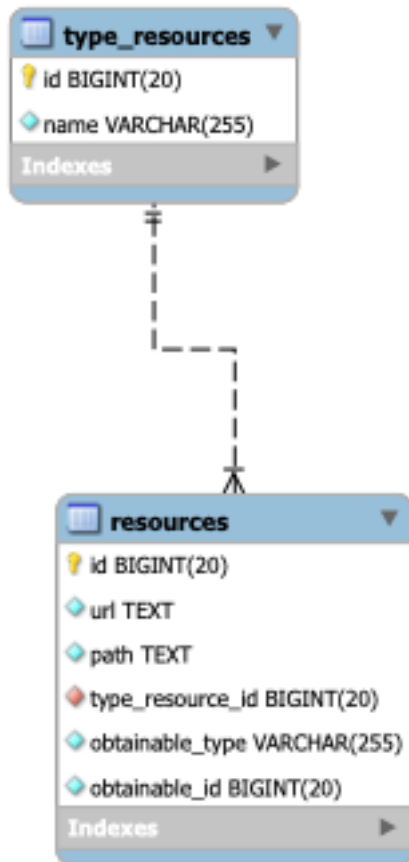 type_resources
id BIGINT(20)
name VARCHAR(255)
Indexes
resources
id BIGINT(20)
url TEXT
path TEXT
type_resource_id BIGINT(20)
obtainable_type VARCHAR(255)
obtainable_id BIGINT(20)
Indexes